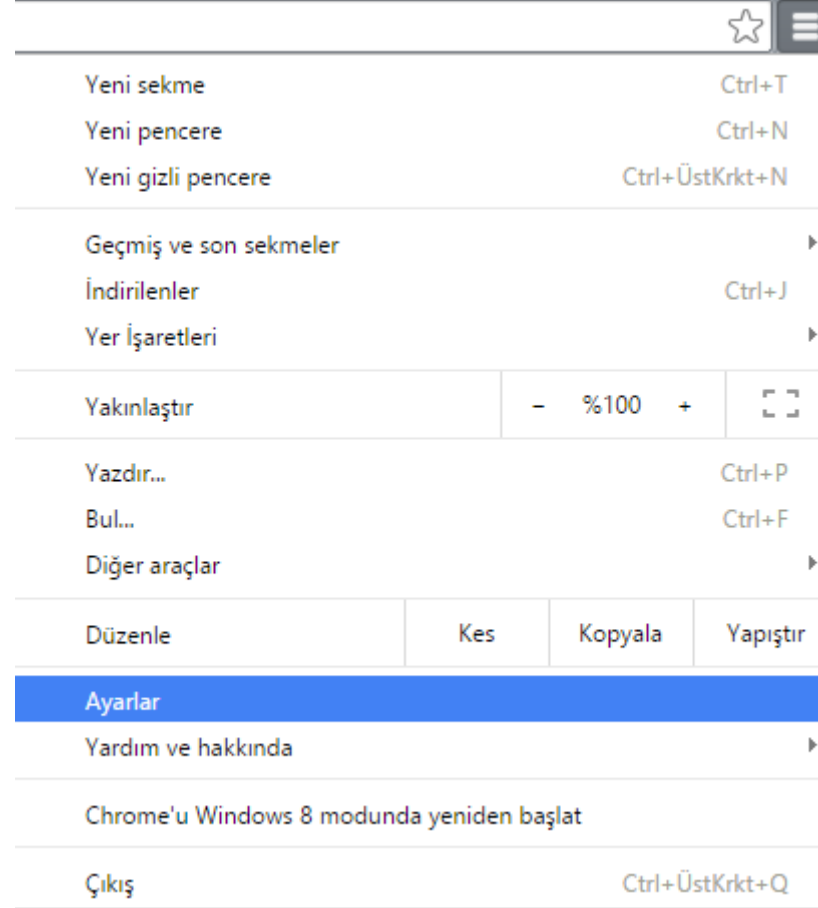 Yeni sekme Ctrl+T
Yeni pencere Ctrl+N
Yeni gizli pencere Ctrl+ÜstKrkt+N
Geçmiş ve son sekmeler
İndirilenler Ctrl+J
Yer İşaretleri
Yakınlaştır − %100 +
Yazdır... Ctrl+P
Bul... Ctrl+F
Diğer araçlar
Düzenle Kes Kopyala Yapıştır
Ayarlar
Yardım ve hakkında
Chrome'u Windows 8 modunda yeniden başlat
Çıkış Ctrl+ÜstKrkt+Q